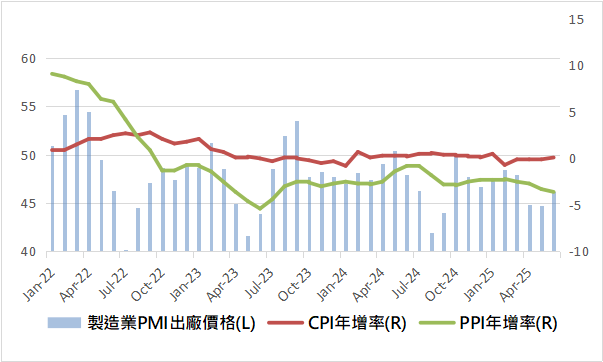 15
60
10
55
5
50
0
45
-5
40
-10
Jan-22
Apr-22
Jul-22
Oct-22
Jan-23
Apr-23
Jul-23
Oct-23
Jan-24
Apr-24
Jul-24
Oct-24
Jan-25
Apr-25
製造業PMI出廠價格(L) CPI年增率(R) PPI年增率(R)